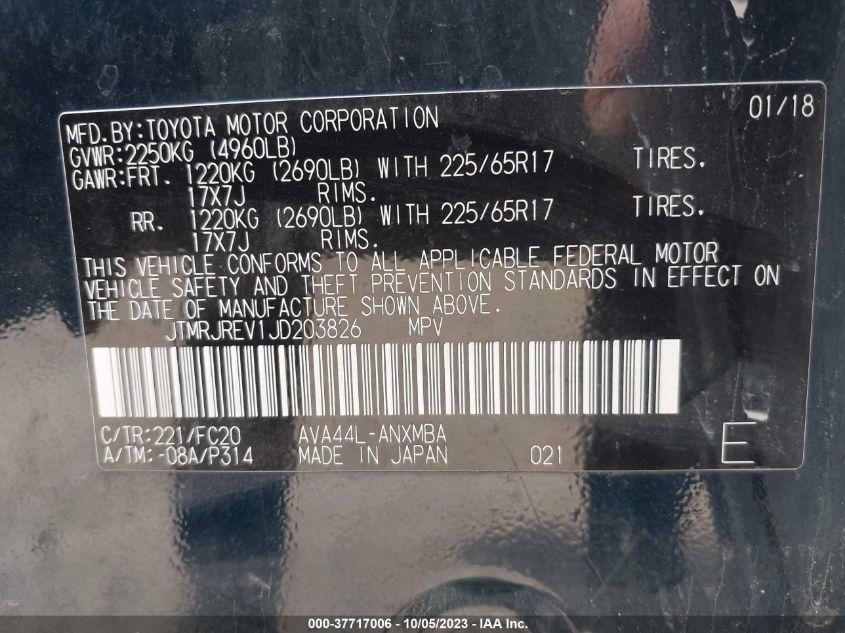 01/18
MFD.BY:TOYOTA MOTOR CORPORATION
GVWR:2250KG (4960LB)
GAWR:FRT. 1220KG (2690LB) WITH 225/65R17 TIRES.
17X7J RIMS.
RR. 1220KG (2690LB) WITH 225/65R17 TIRES.
17X7J RIMS.
THIS VEHICLE CONFORMS TO ALL APPLICABLE FEDERAL MOTOR
VEHICLE SAFETY AND THEFT PREVENTION STANDARDS IN EFFECT ON
THE DATE OF MANUFACTURE SHOWN ABOVE.
JTMRJREV1JD203826 MPV
C/TR:221/FC20 AVA44L-ANXMBA
A/TM:-08A/P314 MADE IN JAPAN 021 E
000-37717006 - 10/05/2023 - IAA Inc.